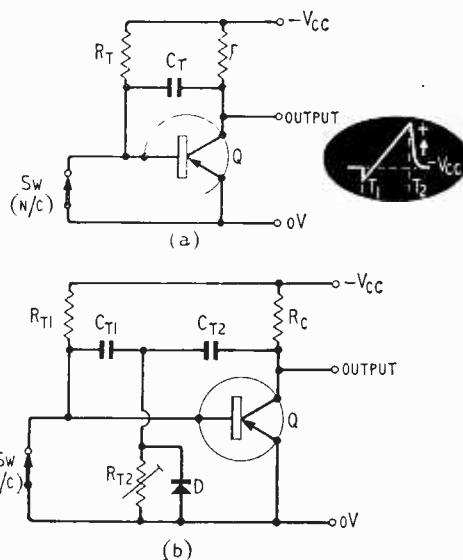 −VCC
RT
CT
r
OUTPUT
Q
SW
(N/C)
0V
(a)
+
−VCC
T1
T2
−VCC
RT1
CT1
CT2
RC
OUTPUT
Q
SW
/C)
RT2
D
0V
(b)